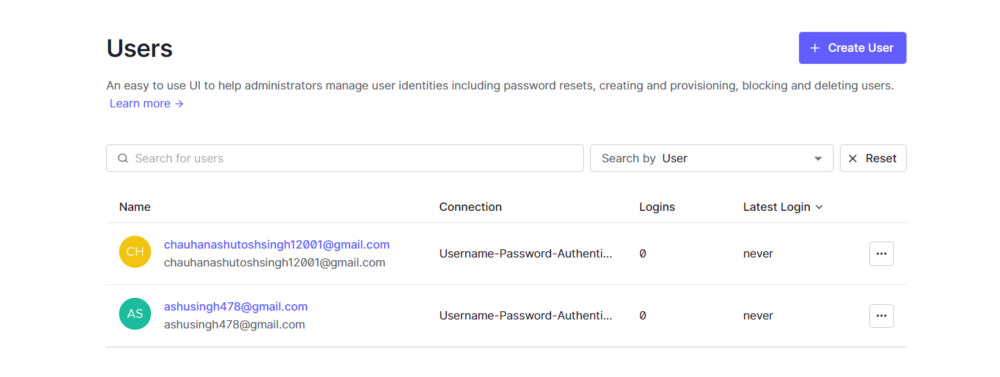 Users
+ Create User
An easy to use UI to help administrators manage user identities including password resets, creating and provisioning, blocking and deleting users.
Learn more →
Search for users
Search by User
Reset
Name Connection Logins Latest Login
CH
chauhanashutoshsingh12001@gmail.com
chauhanashutoshsingh12001@gmail.com
Username-Password-Authenti... 0 never
AS
ashusingh478@gmail.com
ashusingh478@gmail.com
Username-Password-Authenti... 0 never